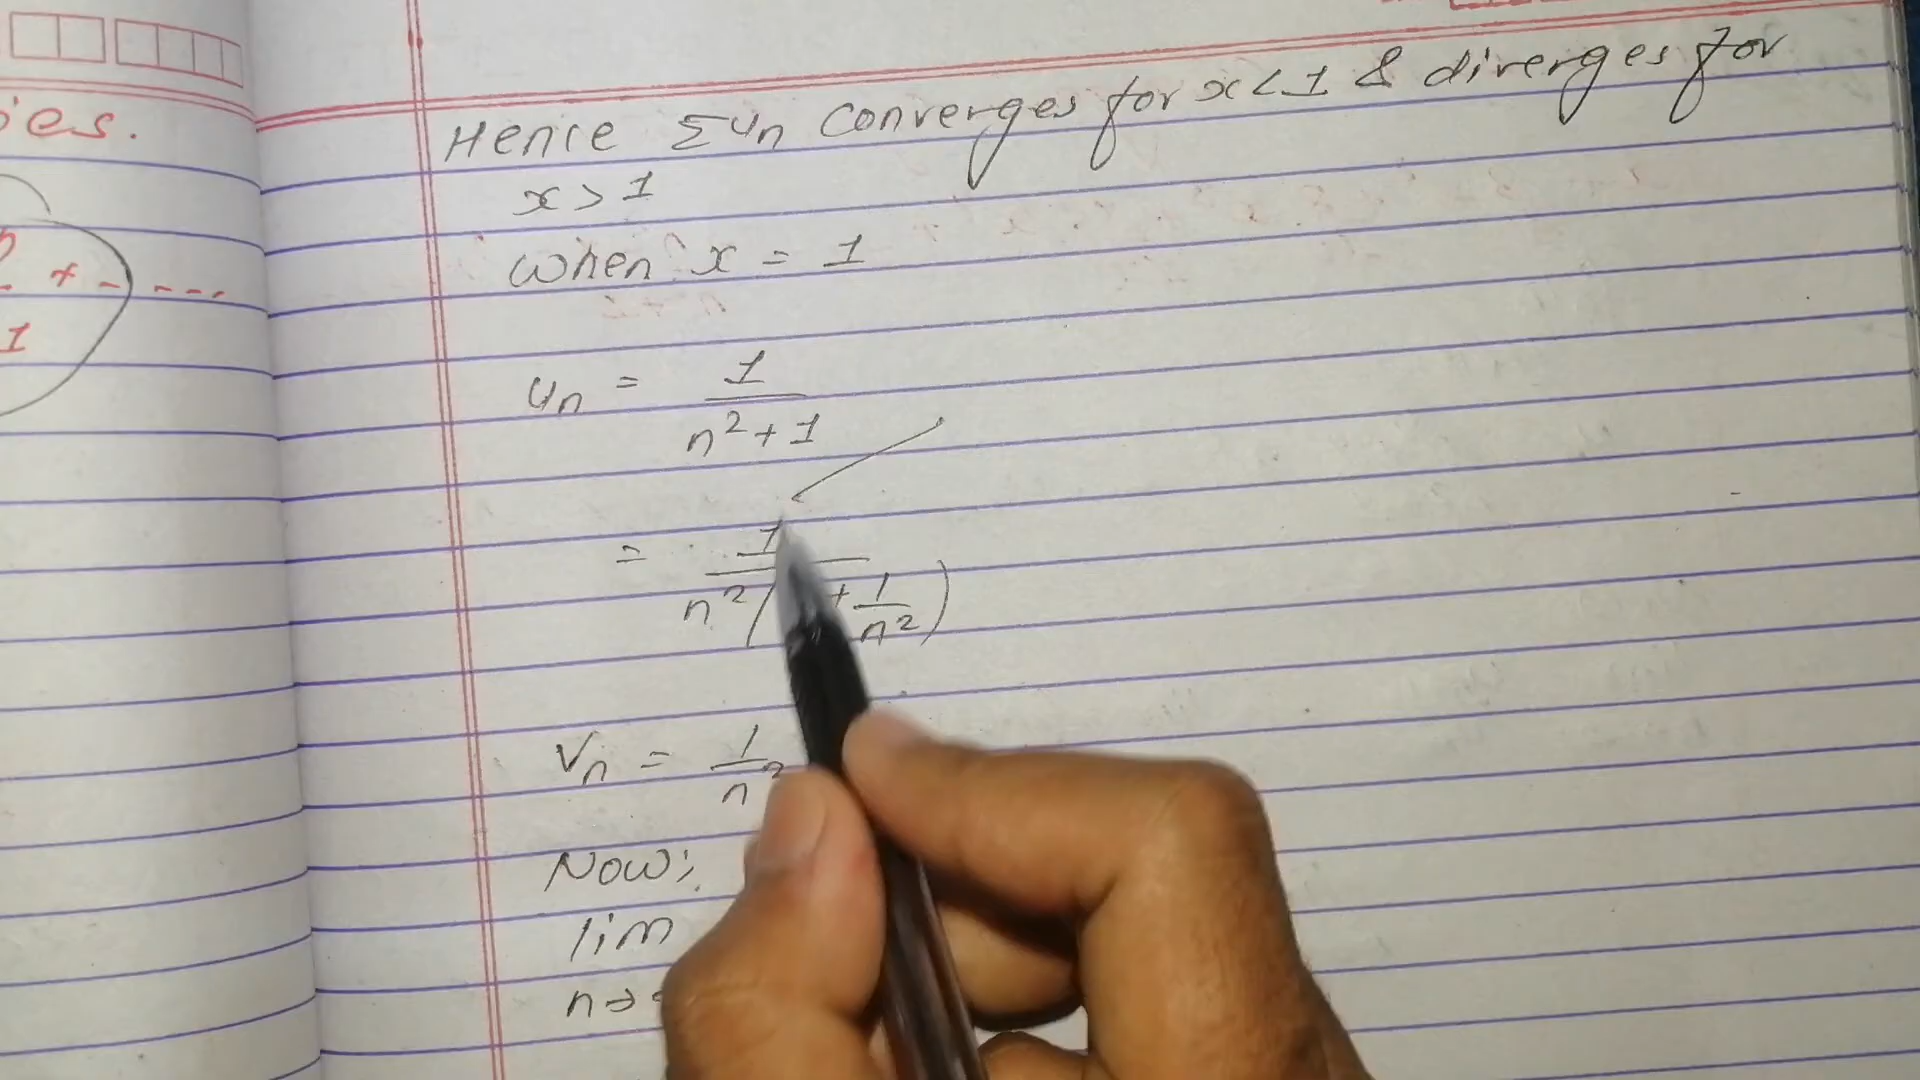 ies.
+ - ---
1
Hence Σun converges for x<1 & diverges for
x>1
when x = 1
un = 1/(n²+1)
= 1/(n²( + 1/n²))
Vn = 1/n²
Now;
lim
n→